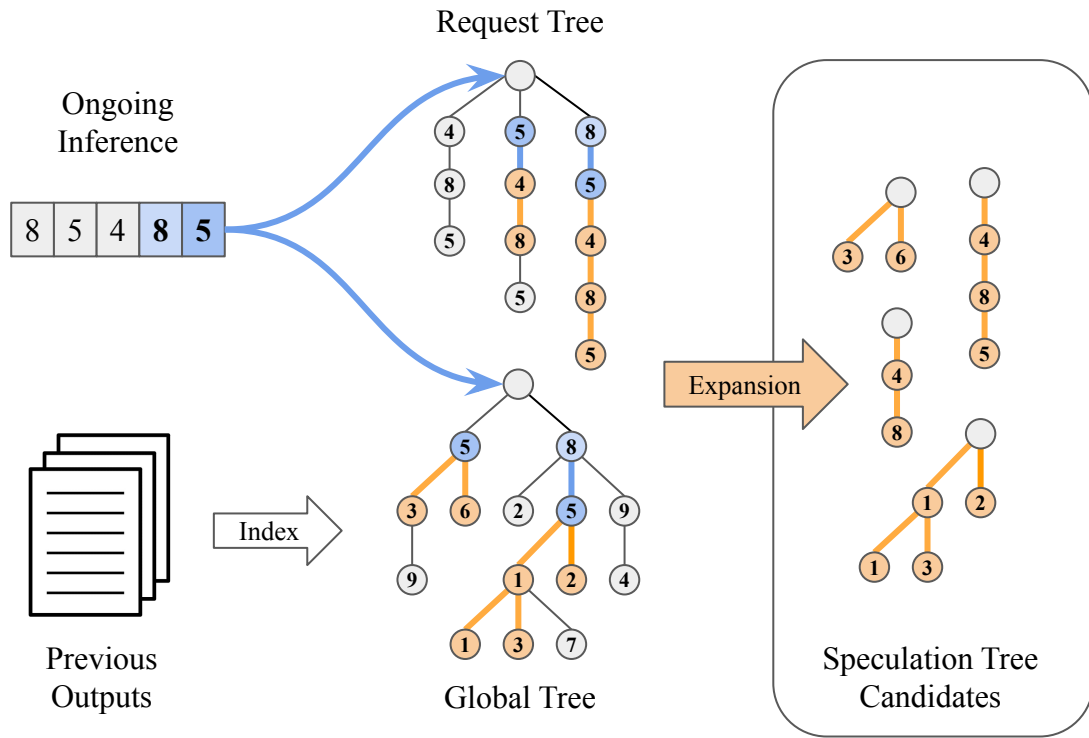 Request Tree
Ongoing
Inference
8 5 4 8 5
4 5 8
8 4 5
5 8 4
5 8
5
Expansion
3 6
4
8
5
4
8
1 2
1 3
5 8
3 6 2 5 9
9 1 2 4
1 3 7
Index
Previous
Outputs
Global Tree
Speculation Tree
Candidates